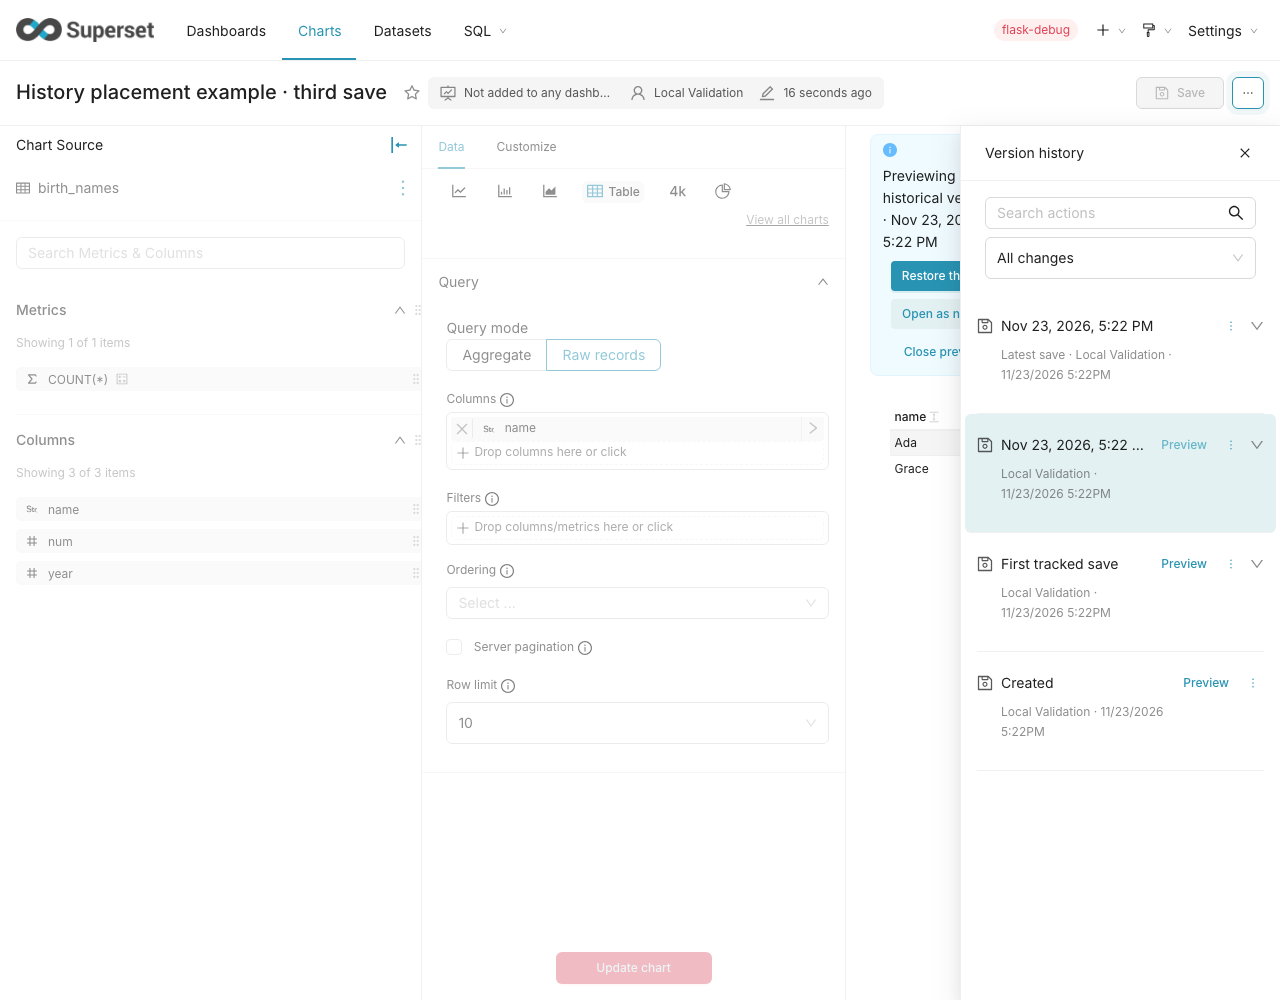 Superset
Dashboards
Charts
Datasets
SQL
flask-debug
Settings
History placement example · third save
Not added to any dashb...
Local Validation
16 seconds ago
Save
Chart Source
birth_names
Search Metrics & Columns
Metrics
Showing 1 of 1 items
COUNT(*)
Columns
Showing 3 of 3 items
Str. name
# num
# year
Data
Customize
Table
4k
View all charts
Query
Query mode
Aggregate
Raw records
Columns
Str. name
Drop columns here or click
Filters
Drop columns/metrics here or click
Ordering
Select ...
Server pagination
Row limit
10
Update chart
Previewing
historical
· Nov 23,
5:22 PM
Restore
Open as
Close
name
Ada
Grace
Version history
Search actions
All changes
Nov 23, 2026, 5:22 PM
Latest save · Local Validation ·
11/23/2026 5:22PM
Nov 23, 2026, 5:22 ...
Preview
Local Validation ·
11/23/2026 5:22PM
First tracked save
Preview
Local Validation ·
11/23/2026 5:22PM
Created
Preview
Local Validation · 11/23/2026
5:22PM